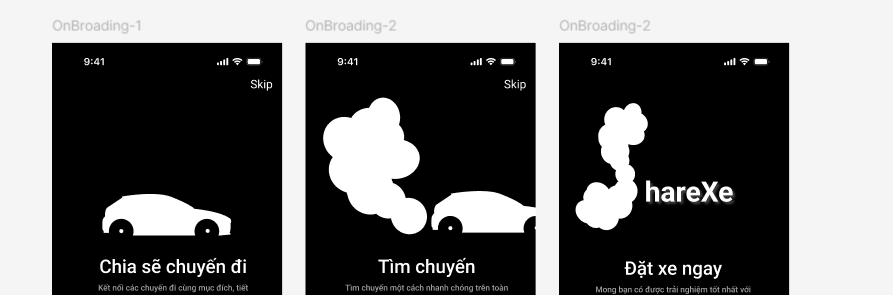 OnBroading-1
OnBroading-2
OnBroading-2
9:41
9:41
9:41
Skip
Skip
hareXe
Chia sẽ chuyến đi
Tìm chuyến
Đặt xe ngay
Kết nối các chuyến đi cùng mục đích, tiết
Tìm chuyến một cách nhanh chóng trên toàn
Mong bạn có được trải nghiệm tốt nhất với